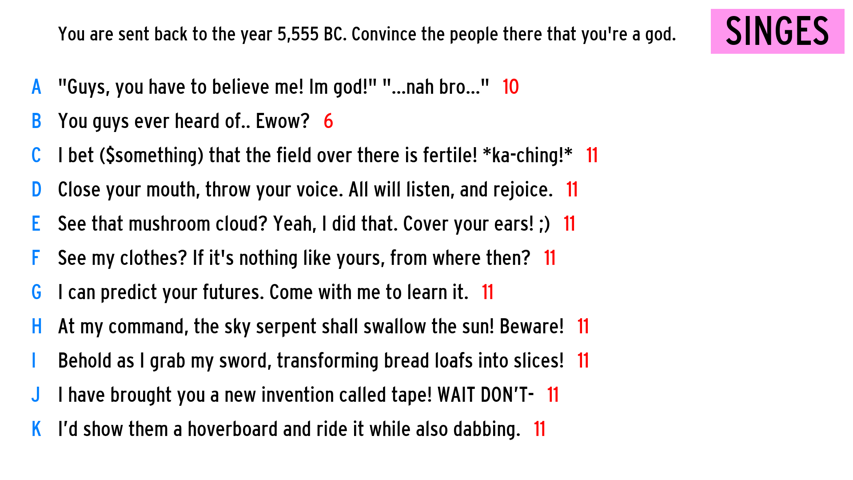 You are sent back to the year 5,555 BC. Convince the people there that you're a god.
SINGES
A "Guys, you have to believe me! Im god!" "...nah bro..." 10
B You guys ever heard of.. Ewow? 6
C I bet ($something) that the field over there is fertile! *ka-ching!* 11
D Close your mouth, throw your voice. All will listen, and rejoice. 11
E See that mushroom cloud? Yeah, I did that. Cover your ears! ;) 11
F See my clothes? If it's nothing like yours, from where then? 11
G I can predict your futures. Come with me to learn it. 11
H At my command, the sky serpent shall swallow the sun! Beware! 11
I Behold as I grab my sword, transforming bread loafs into slices! 11
J I have brought you a new invention called tape! WAIT DON’T- 11
K I’d show them a hoverboard and ride it while also dabbing. 11